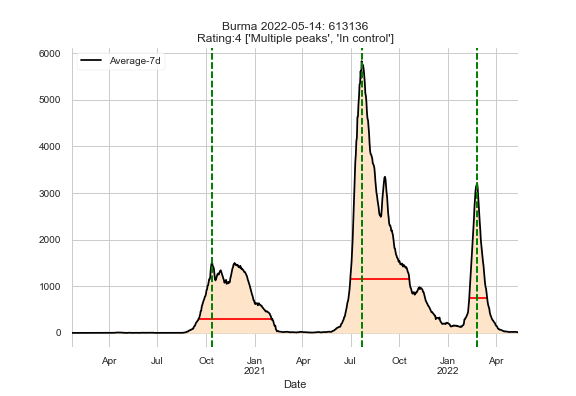 Burma 2022-05-14: 613136
Rating:4 ['Multiple peaks', 'In control']
Average-7d
6000
5000
4000
3000
2000
1000
0
Apr Jul Oct Jan Jul Oct Jan Apr
2021 2022
Date